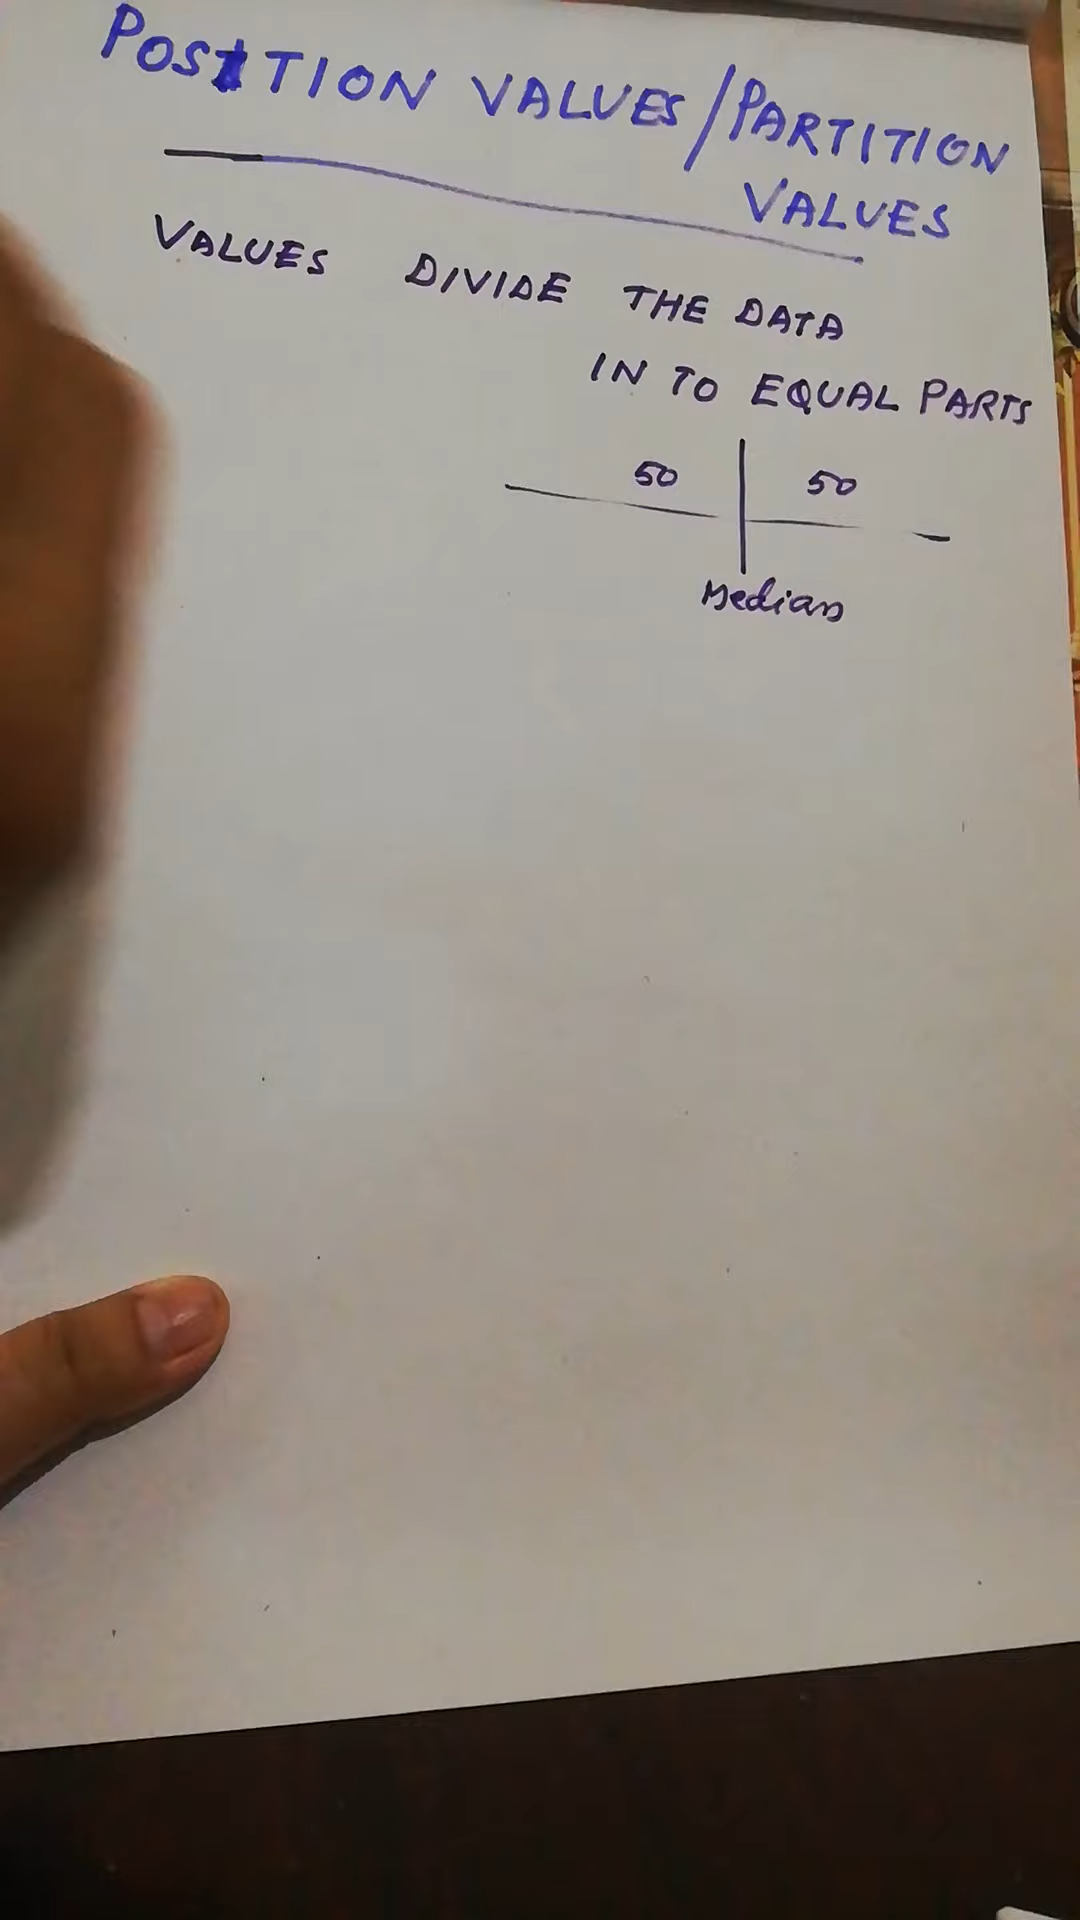 POSITION VALUES/PARTITION
VALUES
VALUES DIVIDE THE DATA
IN TO EQUAL PARTS
50 50
Median